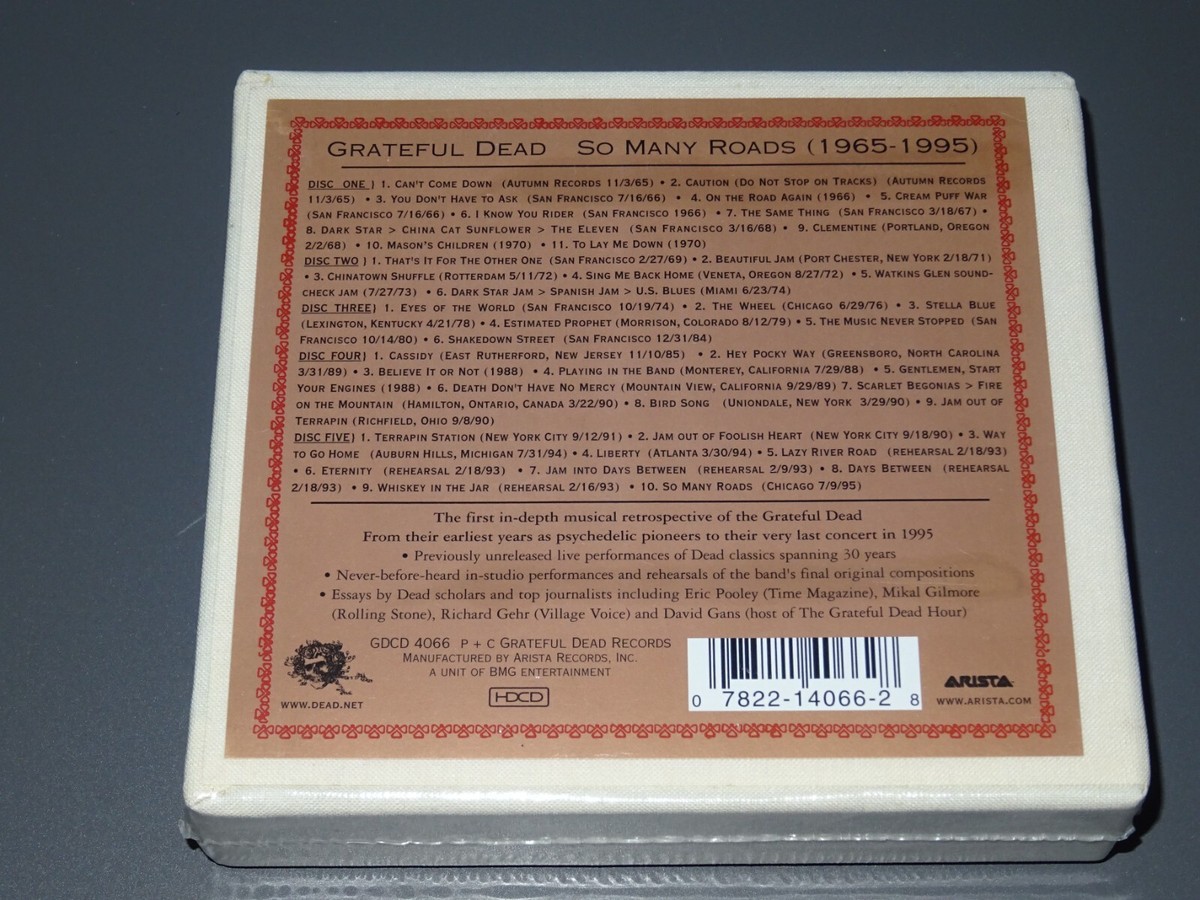 GRATEFUL DEAD SO MANY ROADS (1965-1995)
DISC ONE } 1. CAN'T COME DOWN (AUTUMN RECORDS 11/3/65) • 2. CAUTION (DO NOT STOP ON TRACKS) (AUTUMN RECORDS
11/3/65) • 3. YOU DON'T HAVE TO ASK (SAN FRANCISCO 7/16/66) • 4. ON THE ROAD AGAIN (1966) • 5. CREAM PUFF WAR
(SAN FRANCISCO 7/16/66) • 6. I KNOW YOU RIDER (SAN FRANCISCO 1966) • 7. THE SAME THING (SAN FRANCISCO 3/18/67) •
8. DARK STAR > CHINA CAT SUNFLOWER > THE ELEVEN (SAN FRANCISCO 3/16/68) • 9. CLEMENTINE (PORTLAND, OREGON
2/2/68) • 10. MASON'S CHILDREN (1970) • 11. TO LAY ME DOWN (1970)
DISC TWO } 1. THAT'S IT FOR THE OTHER ONE (SAN FRANCISCO 2/27/69) • 2. BEAUTIFUL JAM (PORT CHESTER, NEW YORK 2/18/71)
• 3. CHINATOWN SHUFFLE (ROTTERDAM 5/11/72) • 4. SING ME BACK HOME (VENETA, OREGON 8/27/72) • 5. WATKINS GLEN SOUND-
CHECK JAM (7/27/73) • 6. DARK STAR JAM > SPANISH JAM > U.S. BLUES (MIAMI 6/23/74)
DISC THREE} 1. EYES OF THE WORLD (SAN FRANCISCO 10/19/74) • 2. THE WHEEL (CHICAGO 6/29/76) • 3. STELLA BLUE
(LEXINGTON, KENTUCKY 4/21/78) • 4. ESTIMATED PROPHET (MORRISON, COLORADO 8/12/79) • 5. THE MUSIC NEVER STOPPED (SAN
FRANCISCO 10/14/80) • 6. SHAKEDOWN STREET (SAN FRANCISCO 12/31/84)
DISC FOUR} 1. CASSIDY (EAST RUTHERFORD, NEW JERSEY 11/10/85) • 2. HEY POCKY WAY (GREENSBORO, NORTH CAROLINA
3/31/89) • 3. BELIEVE IT OR NOT (1988) • 4. PLAYING IN THE BAND (MONTEREY, CALIFORNIA 7/29/88) • 5. GENTLEMEN, START
YOUR ENGINES (1988) • 6. DEATH DON'T HAVE NO MERCY (MOUNTAIN VIEW, CALIFORNIA 9/29/89) 7. SCARLET BEGONIAS > FIRE
ON THE MOUNTAIN (HAMILTON, ONTARIO, CANADA 3/22/90) • 8. BIRD SONG (UNIONDALE, NEW YORK 3/29/90) • 9. JAM OUT OF
TERRAPIN (RICHFIELD, OHIO 9/8/90)
DISC FIVE} 1. TERRAPIN STATION (NEW YORK CITY 9/12/91) • 2. JAM OUT OF FOOLISH HEART (NEW YORK CITY 9/18/90) • 3. WAY
TO GO HOME (AUBURN HILLS, MICHIGAN 7/31/94) • 4. LIBERTY (ATLANTA 3/30/94) • 5. LAZY RIVER ROAD (REHEARSAL 2/18/93)
• 6. ETERNITY (REHEARSAL 2/18/93) • 7. JAM INTO DAYS BETWEEN (REHEARSAL 2/9/93) • 8. DAYS BETWEEN (REHEARSAL
2/18/93) • 9. WHISKEY IN THE JAR (REHEARSAL 2/16/93) • 10. SO MANY ROADS (CHICAGO 7/9/95)
The first in-depth musical retrospective of the Grateful Dead
From their earliest years as psychedelic pioneers to their very last concert in 1995
• Previously unreleased live performances of Dead classics spanning 30 years
• Never-before-heard in-studio performances and rehearsals of the band's final original compositions
• Essays by Dead scholars and top journalists including Eric Pooley (Time Magazine), Mikal Gilmore
(Rolling Stone), Richard Gehr (Village Voice) and David Gans (host of The Grateful Dead Hour)
GDCD 4066 P + C GRATEFUL DEAD RECORDS
MANUFACTURED BY ARISTA RECORDS, INC.
A UNIT OF BMG ENTERTAINMENT
HDCD
WWW.DEAD.NET
0 7822-14066-2 8
ARISTA
WWW.ARISTA.COM